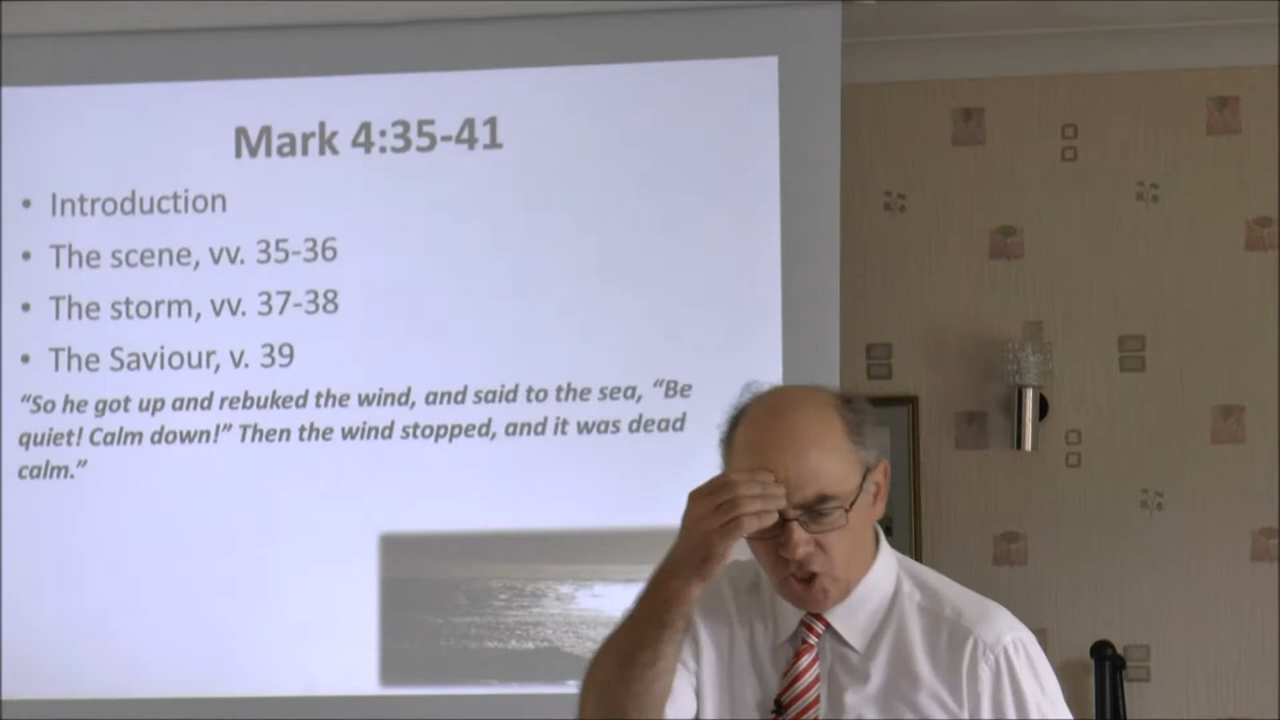 Mark 4:35-41
• Introduction
• The scene, vv. 35-36
• The storm, vv. 37-38
• The Saviour, v. 39
“So he got up and rebuked the wind, and said to the sea, “Be
quiet! Calm down!” Then the wind stopped, and it was dead
calm.”